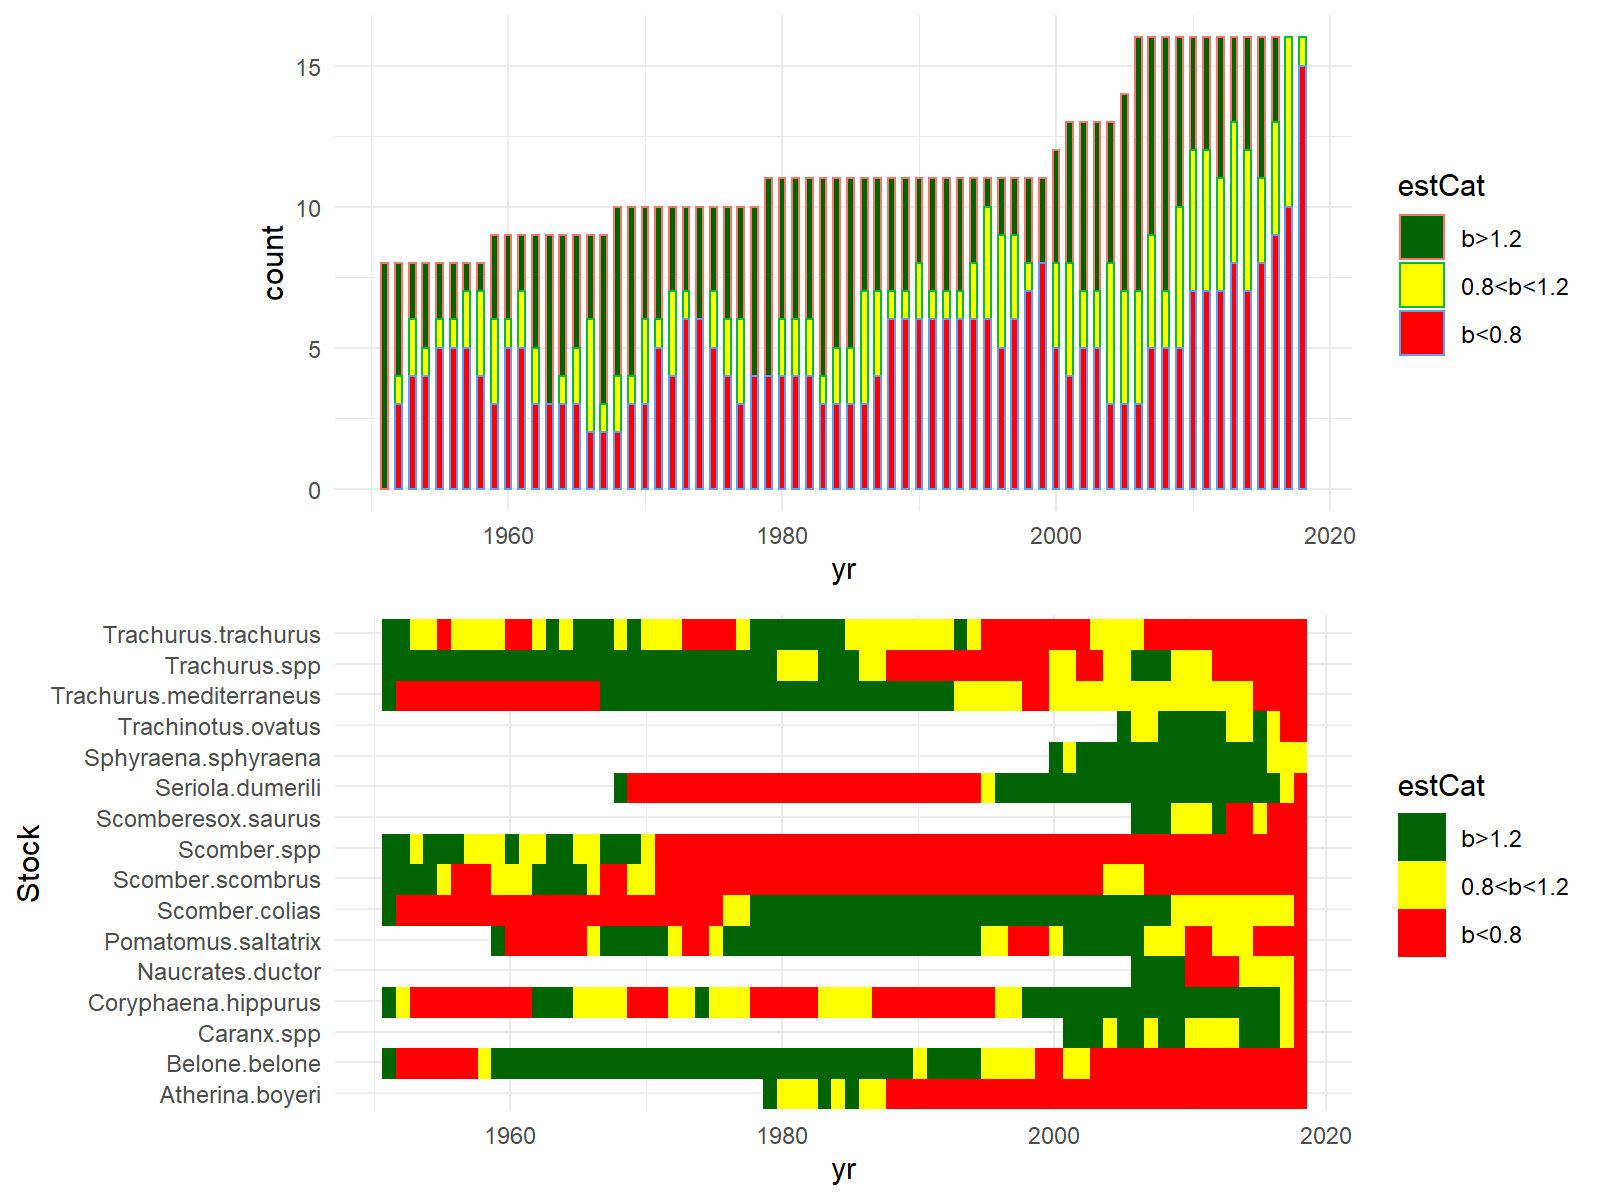 15
10
5
0
count
1960
1980
2000
2020
yr
estCat
b>1.2
0.8<b<1.2
b<0.8
Trachurus.trachurus
Trachurus.spp
Trachurus.mediterraneus
Trachinotus.ovatus
Sphyraena.sphyraena
Seriola.dumerili
Scomberesox.saurus
Scomber.spp
Scomber.scombrus
Scomber.colias
Pomatomus.saltatrix
Naucrates.ductor
Coryphaena.hippurus
Caranx.spp
Belone.belone
Atherina.boyeri
Stock
1960
1980
2000
2020
yr
estCat
b>1.2
0.8<b<1.2
b<0.8